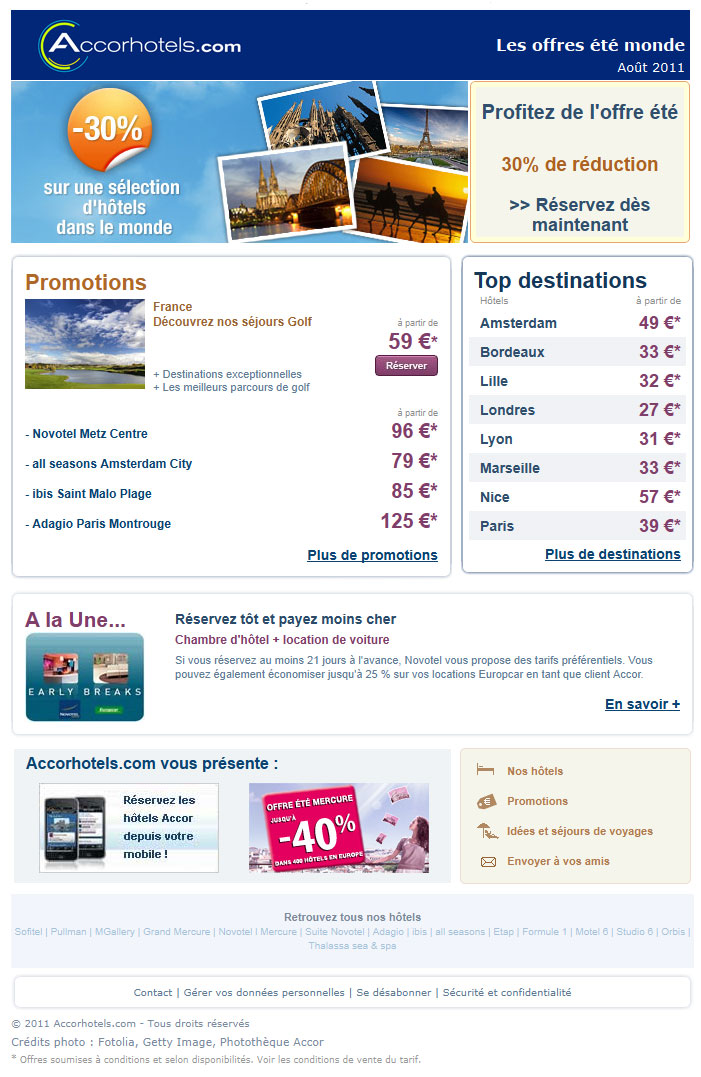 Accorhotels.com
Les offres été monde
Août 2011
-30%
sur une sélection
d'hôtels
dans le monde
Profitez de l'offre été
30% de réduction
>> Réservez dès
maintenant
Promotions
France
Découvrez nos séjours Golf
à partir de
59 €*
Réserver
+ Destinations exceptionnelles
+ Les meilleurs parcours de golf
à partir de
- Novotel Metz Centre 96 €*
- all seasons Amsterdam City 79 €*
- ibis Saint Malo Plage 85 €*
- Adagio Paris Montrouge 125 €*
Plus de promotions
Top destinations
Hôtels à partir de
Amsterdam 49 €*
Bordeaux 33 €*
Lille 32 €*
Londres 27 €*
Lyon 31 €*
Marseille 33 €*
Nice 57 €*
Paris 39 €*
Plus de destinations
A la Une...
EARLY BREAKS
NOVOTEL
Réservez tôt et payez moins cher
Chambre d'hôtel + location de voiture
Si vous réservez au moins 21 jours à l'avance, Novotel vous propose des tarifs préférentiels. Vous
pouvez également économiser jusqu'à 25 % sur vos locations Europcar en tant que client Accor.
En savoir +
Accorhotels.com vous présente :
Réservez les
hôtels Accor
depuis votre
mobile !
OFFRE ÉTÉ MERCURE
JUSQU'À
-40%
DANS 400 HÔTELS EN EUROPE
Nos hôtels
Promotions
Idées et séjours de voyages
Envoyer à vos amis
Retrouvez tous nos hôtels
Sofitel | Pullman | MGallery | Grand Mercure | Novotel l Mercure | Suite Novotel | Adagio | ibis | all seasons | Etap | Formule 1 | Motel 6 | Studio 6 | Orbis |
Thalassa sea & spa
Contact | Gérer vos données personnelles | Se désabonner | Sécurité et confidentialité
© 2011 Accorhotels.com - Tous droits réservés
Crédits photo : Fotolia, Getty Image, Photothèque Accor
* Offres soumises à conditions et selon disponibilités. Voir les conditions de vente du tarif.